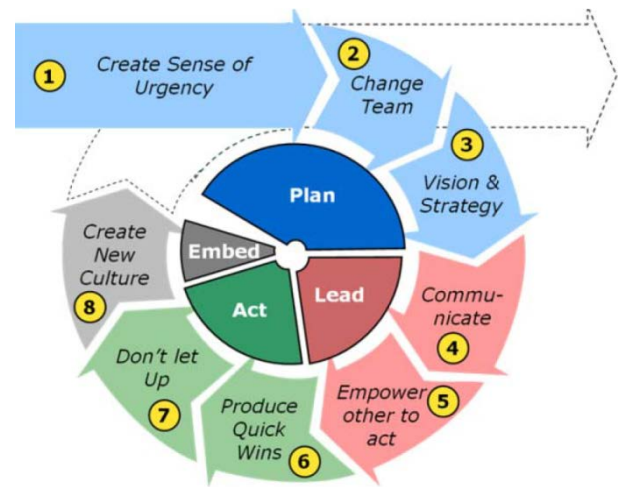 1
Create Sense of
Urgency
2
Change
Team
3
Vision &
Strategy
Commu-
nicate
4
Empower
5
other to
act
Produce
Quick
Wins
6
Don't let
Up
7
Create
New
Culture
8
Plan
Lead
Act
Embed